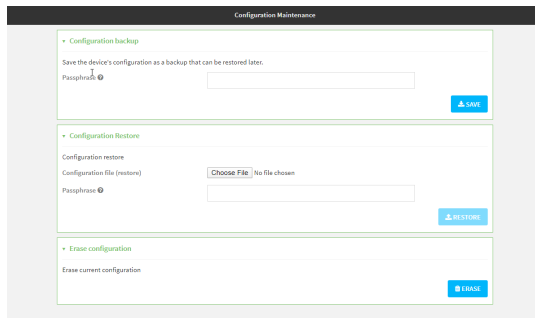 Configuration Maintenance
Configuration backup
Save the device's configuration as a backup that can be restored later.
Passphrase
SAVE
Configuration Restore
Configuration restore
Configuration file (restore) Choose File No file chosen
Passphrase
RESTORE
Erase configuration
Erase current configuration
ERASE